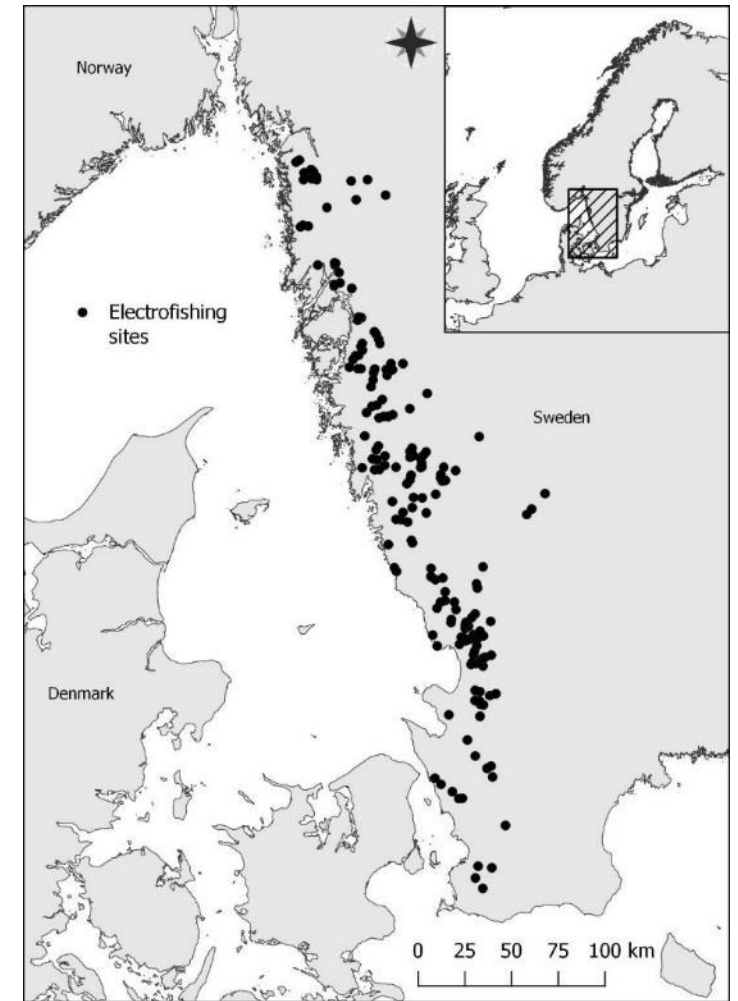 Norway
Electrofishing
sites
Sweden
Denmark
0 25 50 75 100 km